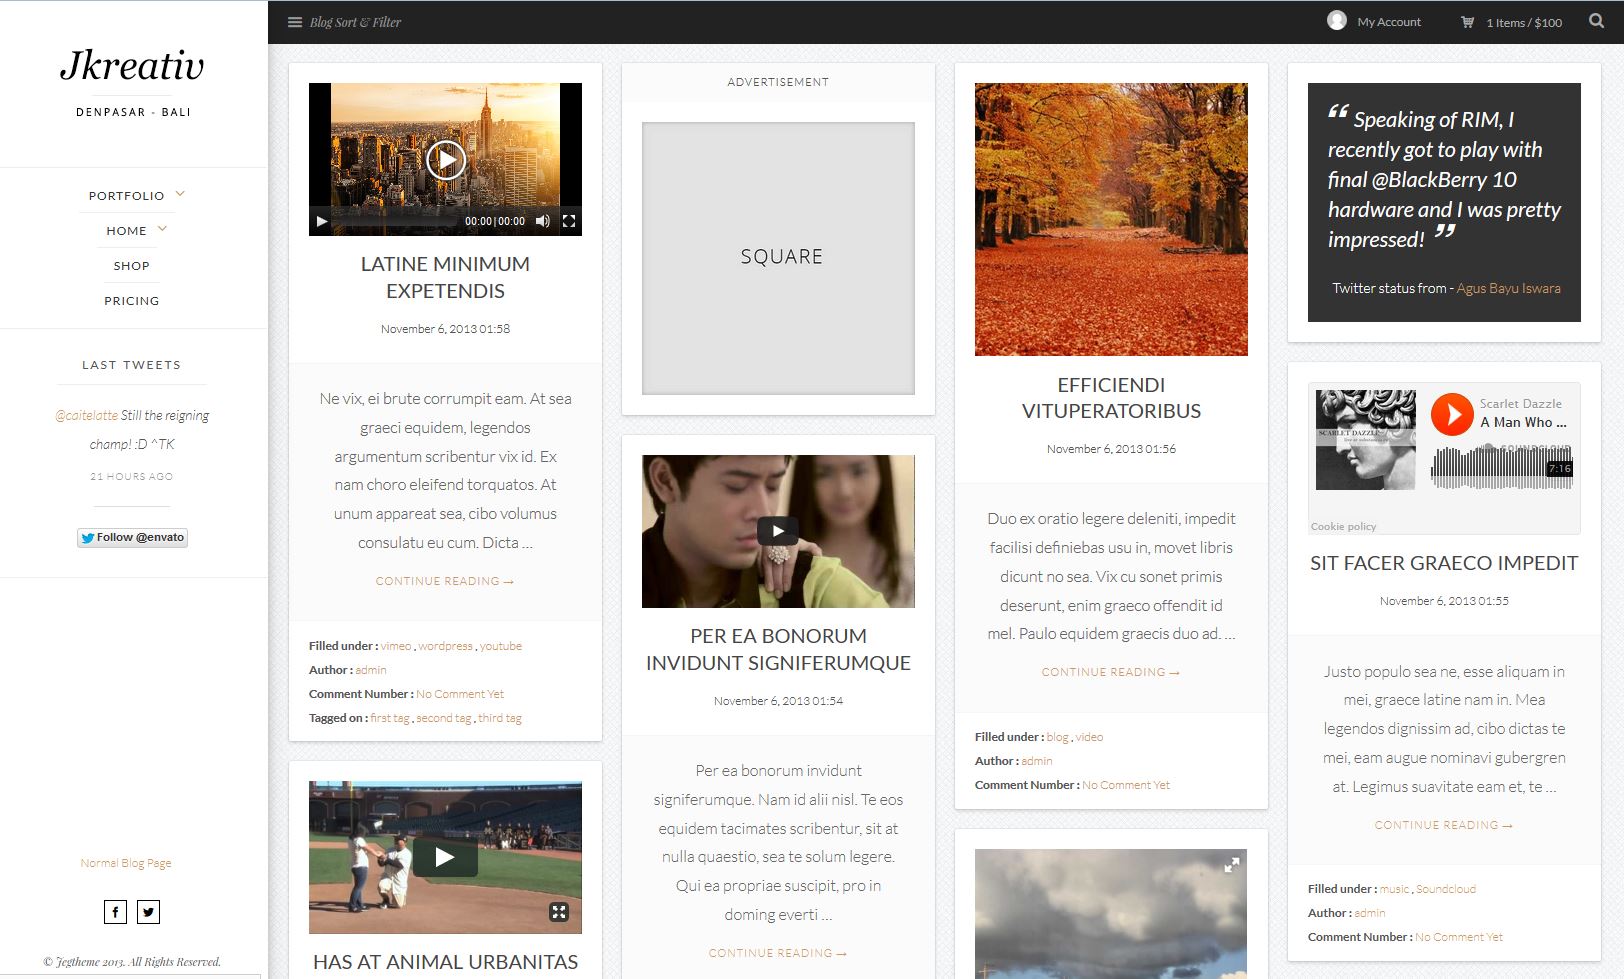 Jkreativ
DENPASAR - BALI
PORTFOLIO
HOME
SHOP
PRICING
LAST TWEETS
@caitelatte Still the reigning
champ! :D ^TK
21 HOURS AGO
Follow @envato
Normal Blog Page
© Jegtheme 2013. All Rights Reserved.
Blog Sort & Filter
My Account
1 Items / $100
00:00 | 00:00
LATINE MINIMUM
EXPETENDIS
November 6, 2013 01:58
Ne vix, ei brute corrumpit eam. At sea
graeci equidem, legendos
argumentum scribentur vix id. Ex
nam choro eleifend torquatos. At
unum appareat sea, cibo volumus
consulatu eu cum. Dicta ...
CONTINUE READING →
Filled under : vimeo , wordpress , youtube
Author : admin
Comment Number : No Comment Yet
Tagged on : first tag , second tag , third tag
HAS AT ANIMAL URBANITAS
ADVERTISEMENT
SQUARE
PER EA BONORUM
INVIDUNT SIGNIFERUMQUE
November 6, 2013 01:54
Per ea bonorum invidunt
signiferumque. Nam id alii nisl. Te eos
equidem tacimates scribentur, sit at
nulla quaestio, sea te solum legere.
Qui ea propriae suscipit, pro in
doming everti ...
CONTINUE READING →
EFFICIENDI
VITUPERATORIBUS
November 6, 2013 01:56
Duo ex oratio legere deleniti, impedit
facilisi definiebas usu in, movet libris
dicunt no sea. Vix cu sonet primis
deserunt, enim graeco offendit id
mel. Paulo equidem graecis duo ad. ...
CONTINUE READING →
Filled under : blog , video
Author : admin
Comment Number : No Comment Yet
“ Speaking of RIM, I
recently got to play with
final @BlackBerry 10
hardware and I was pretty
impressed! ”
Twitter status from - Agus Bayu Iswara
SCARLET DAZZLE
Scarlet Dazzle
A Man Who ...
SOUNDCLOUD
7:16
Cookie policy
SIT FACER GRAECO IMPEDIT
November 6, 2013 01:55
Justo populo sea ne, esse aliquam in
mei, graece latine nam in. Mea
legendos dignissim ad, cibo dictas te
mei, eam augue nominavi gubergren
at. Legimus suavitate eam et, te ...
CONTINUE READING →
Filled under : music , Soundcloud
Author : admin
Comment Number : No Comment Yet